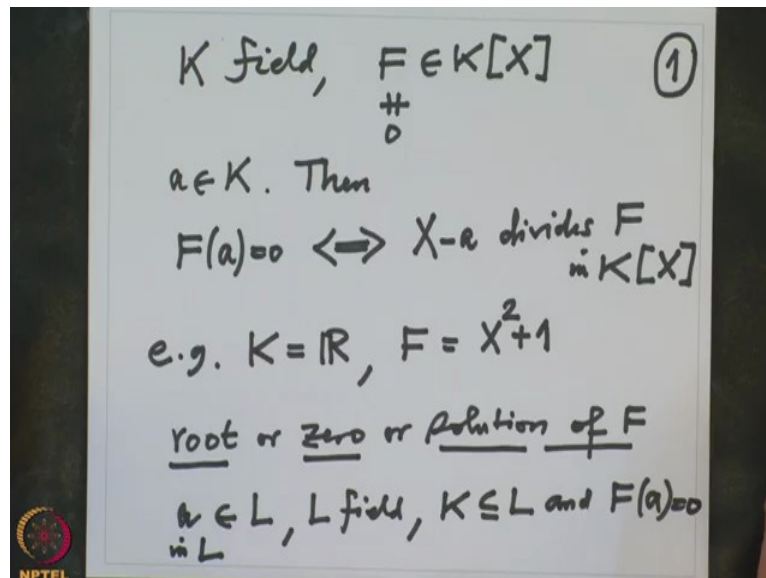 K field, F ∈ K[X] ①
≠
0
a ∈ K. Then
F(a)=0 ⟺ X-a divides F
in K[X]
e.g. K = ℝ, F = X²+1
root or zero or solution of F
a ∈ L, L field, K ⊆ L and F(a)=0
in L
NPTEL